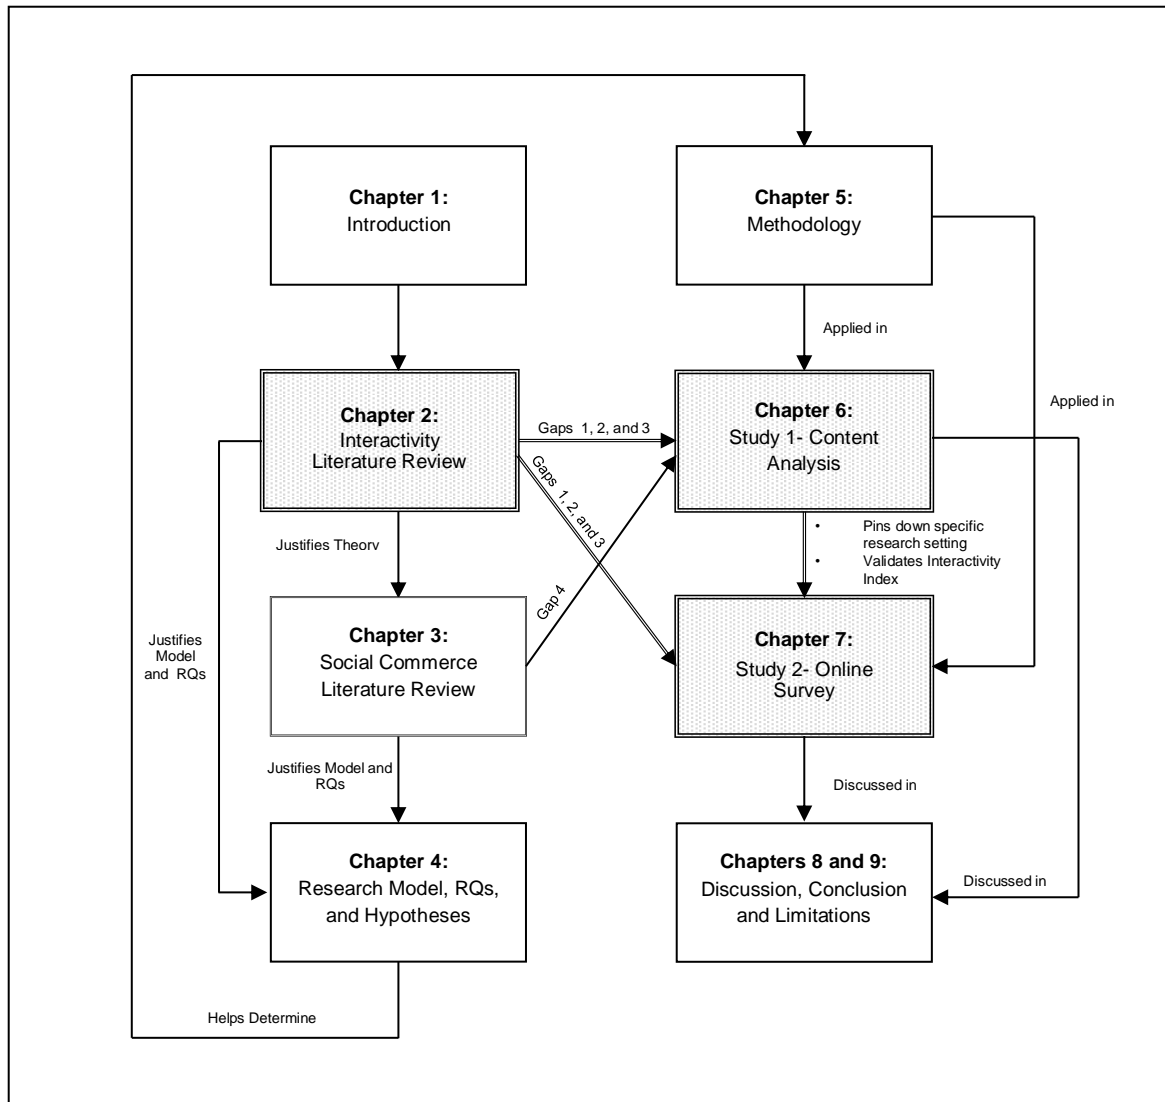 Chapter 1:
Introduction
Chapter 5:
Methodology
Applied in
Applied in
Chapter 2:
Interactivity
Literature Review
Gaps 1, 2, and 3
Gaps 1, 2, and 3
Chapter 6:
Study 1- Content
Analysis
Justifies Theory
• Pins down specific
research setting
• Validates Interactivity
Index
Gap 4
Justifies
Model
and RQs
Chapter 3:
Social Commerce
Literature Review
Chapter 7:
Study 2- Online
Survey
Justifies Model and
RQs
Discussed in
Chapter 4:
Research Model, RQs,
and Hypotheses
Chapters 8 and 9:
Discussion, Conclusion
and Limitations
Discussed in
Helps Determine